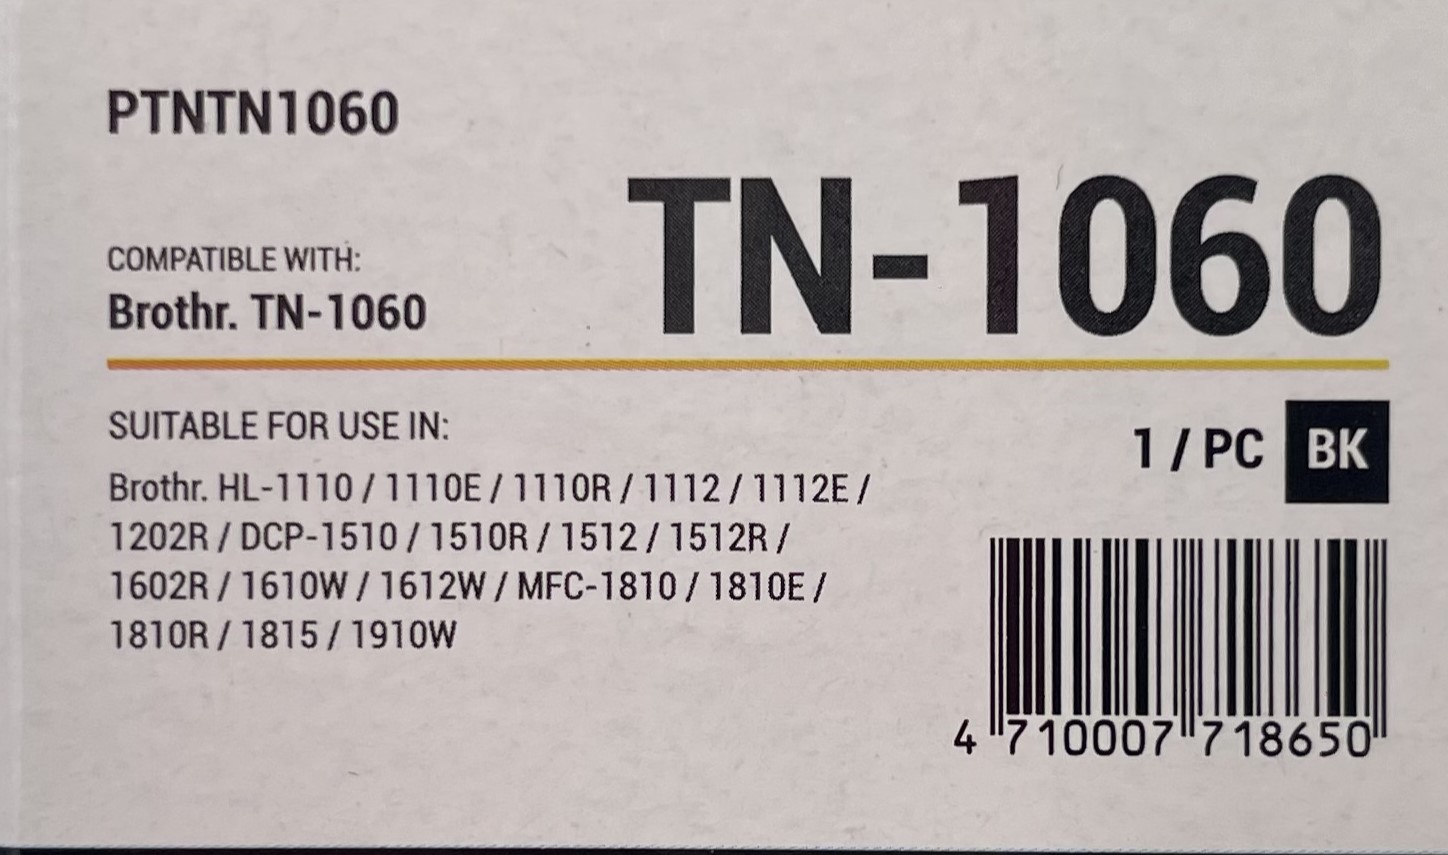 PTNTN1060
TN-1060
COMPATIBLE WITH:
Brothr. TN-1060
SUITABLE FOR USE IN:
Brothr. HL-1110 / 1110E / 1110R / 1112 / 1112E /
1202R / DCP-1510 / 1510R / 1512 / 1512R /
1602R / 1610W / 1612W / MFC-1810 / 1810E /
1810R / 1815 / 1910W
1 / PC BK
4 710007 718650